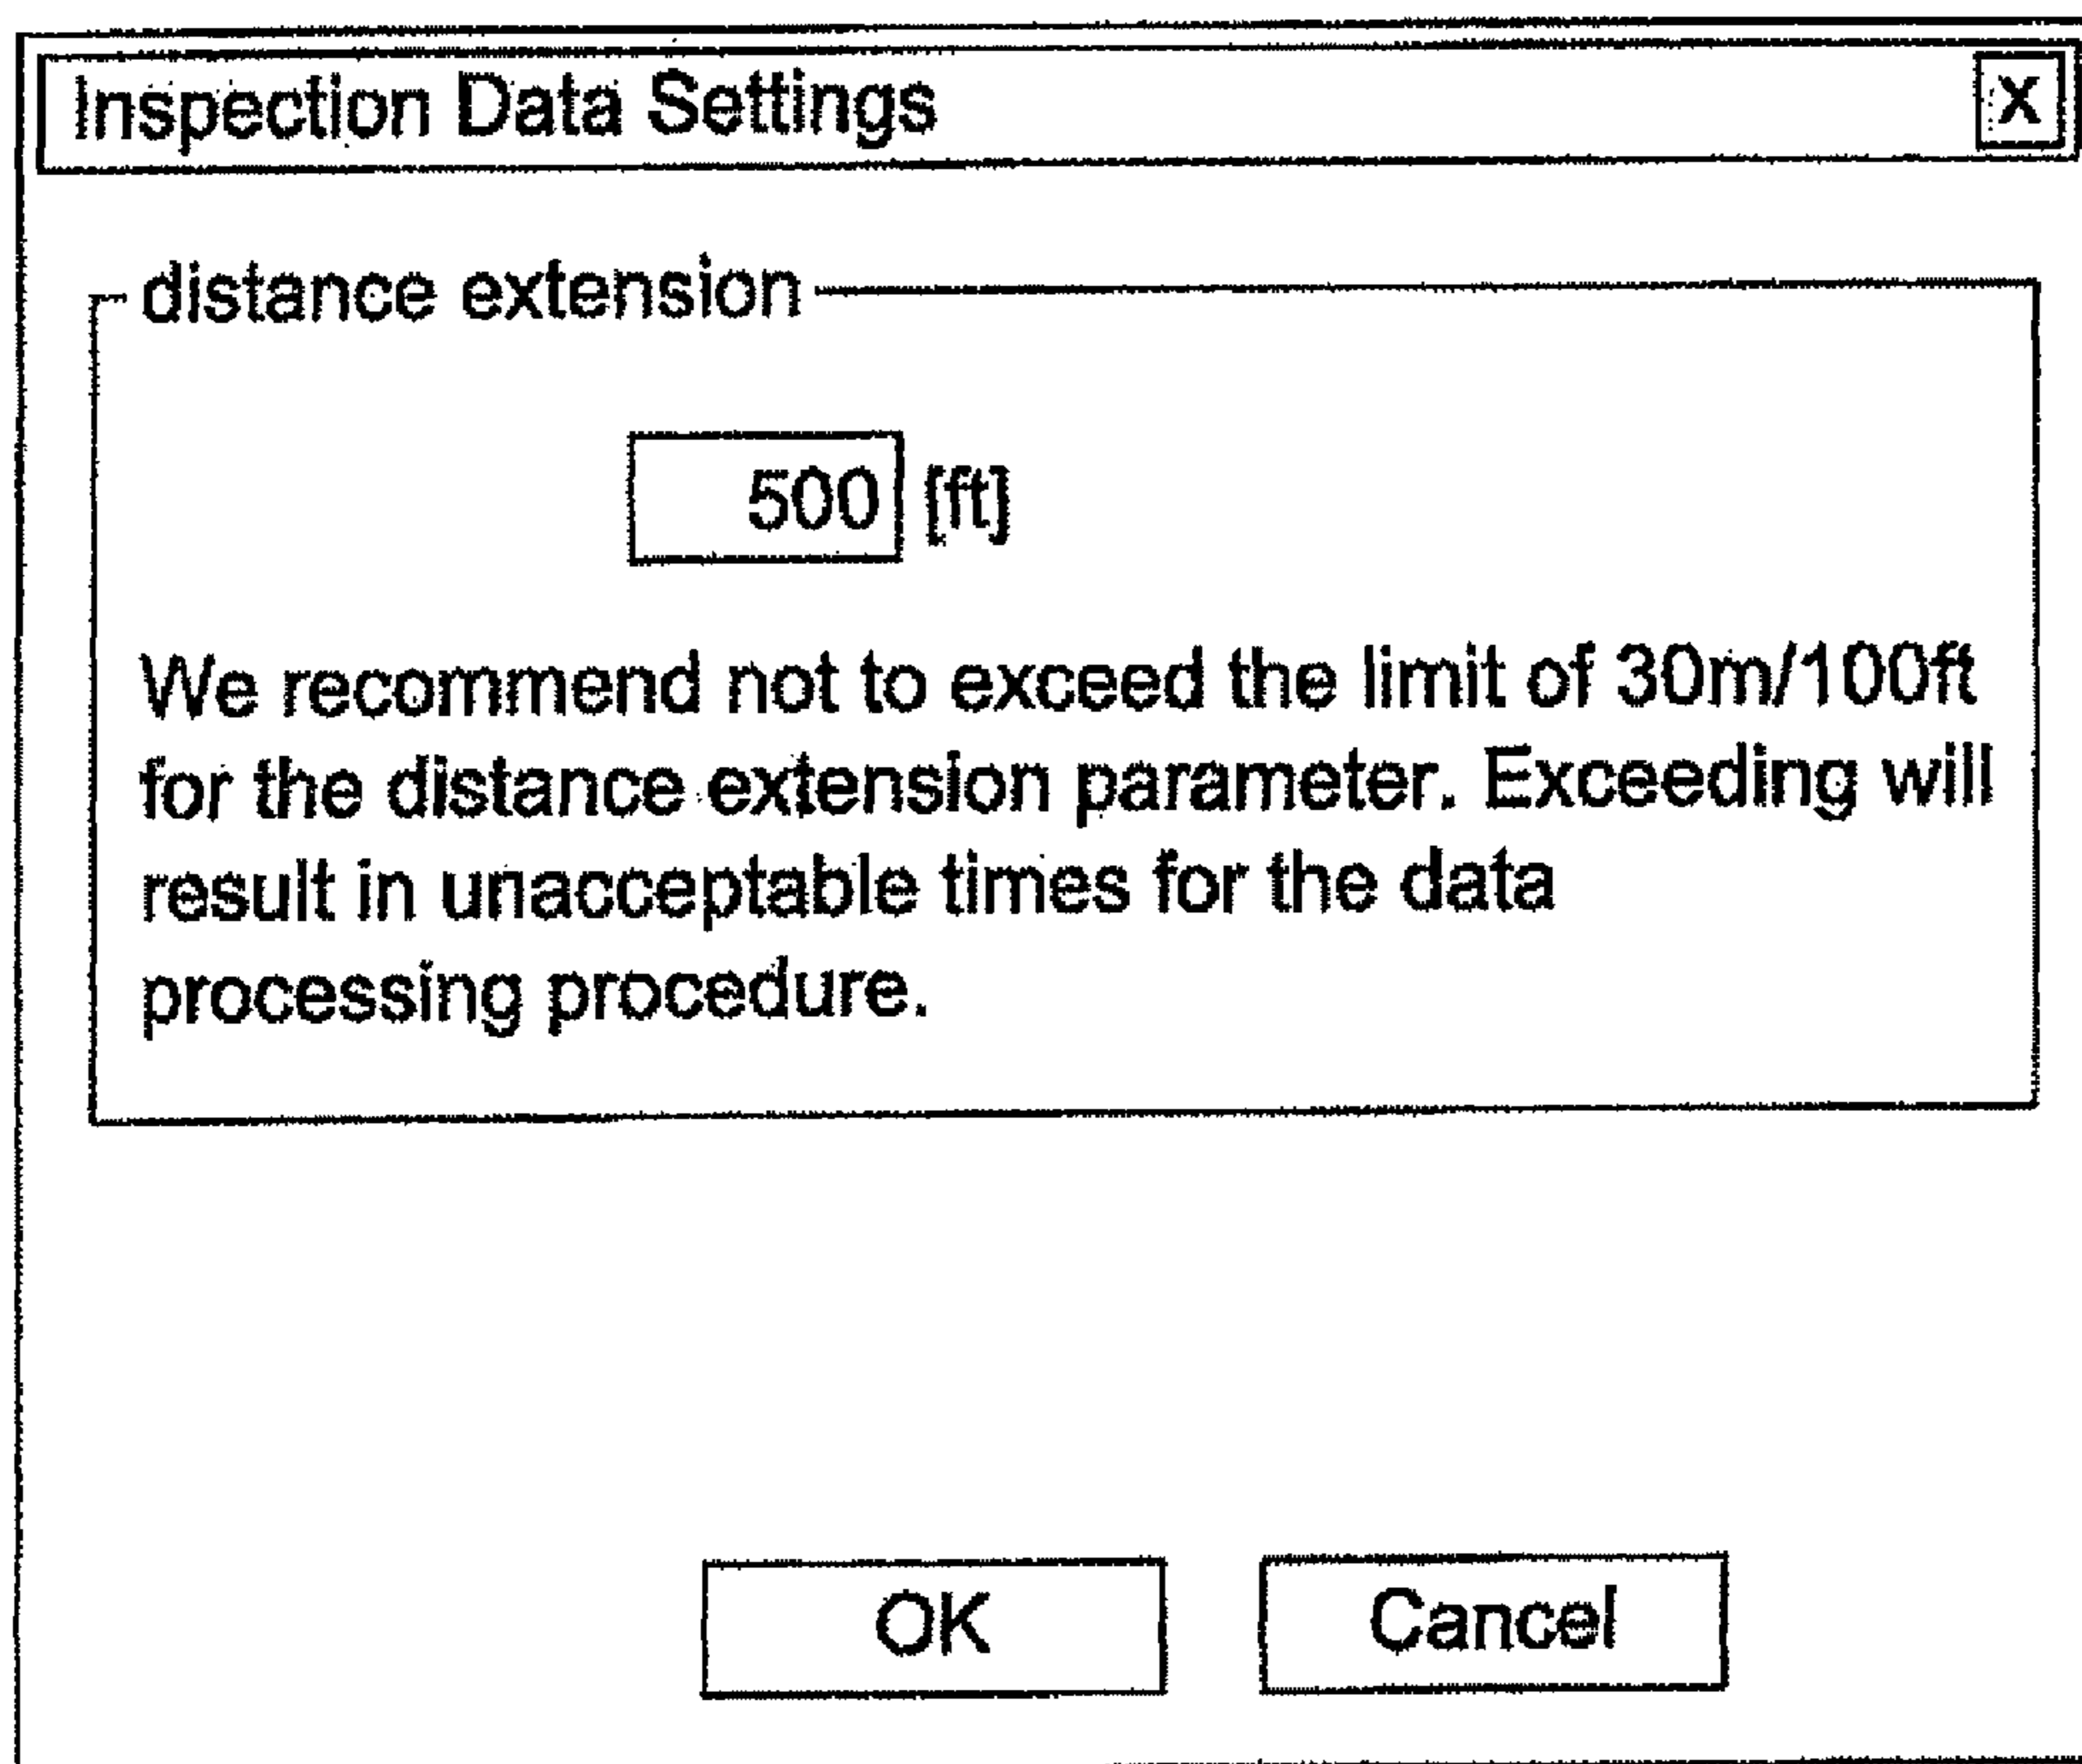 Inspection Data Settings X
distance extension
500 [ft]
We recommend not to exceed the limit of 30m/100ft
for the distance extension parameter. Exceeding will
result in unacceptable times for the data
processing procedure.
OK Cancel